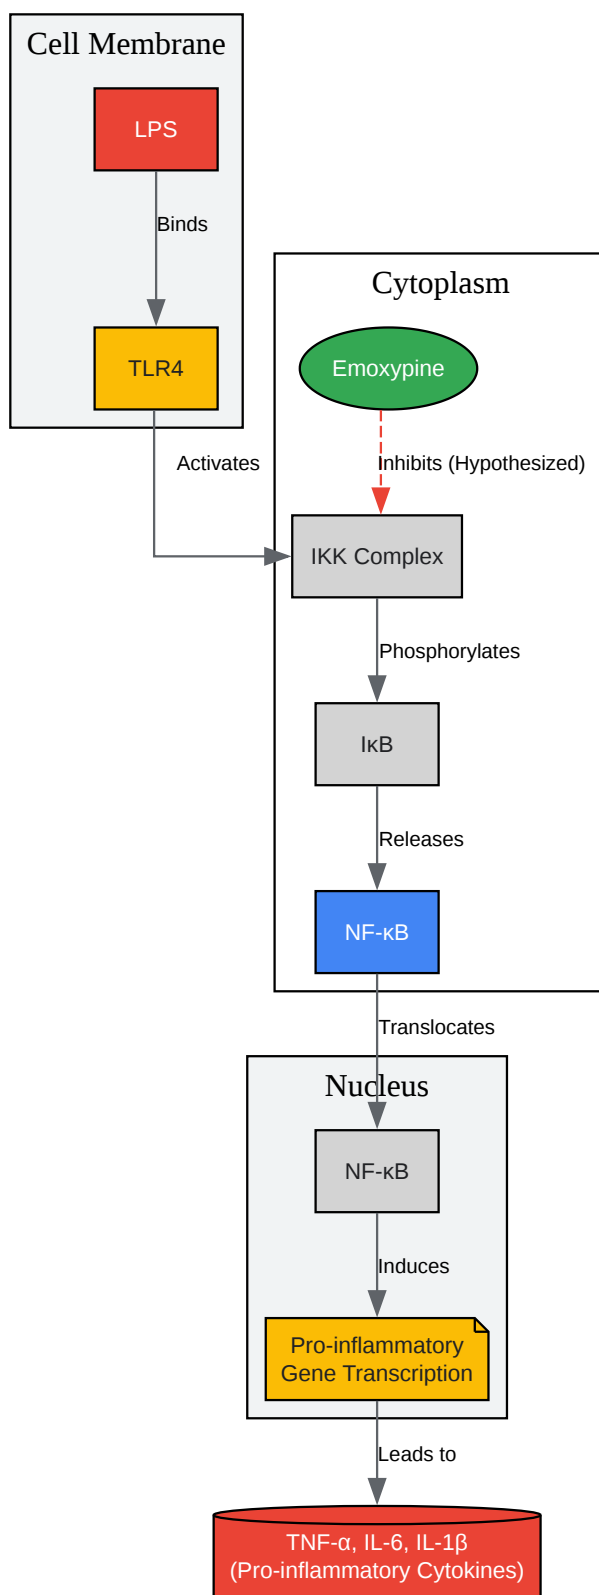 Cell Membrane
LPS
Binds
TLR4
Activates
Cytoplasm
Emoxypine
Inhibits (Hypothesized)
IKK Complex
Phosphorylates
IκB
Releases
NF-κB
Translocates
Nucleus
NF-κB
Induces
Pro-inflammatory
Gene Transcription
Leads to
TNF-α, IL-6, IL-1β
(Pro-inflammatory Cytokines)